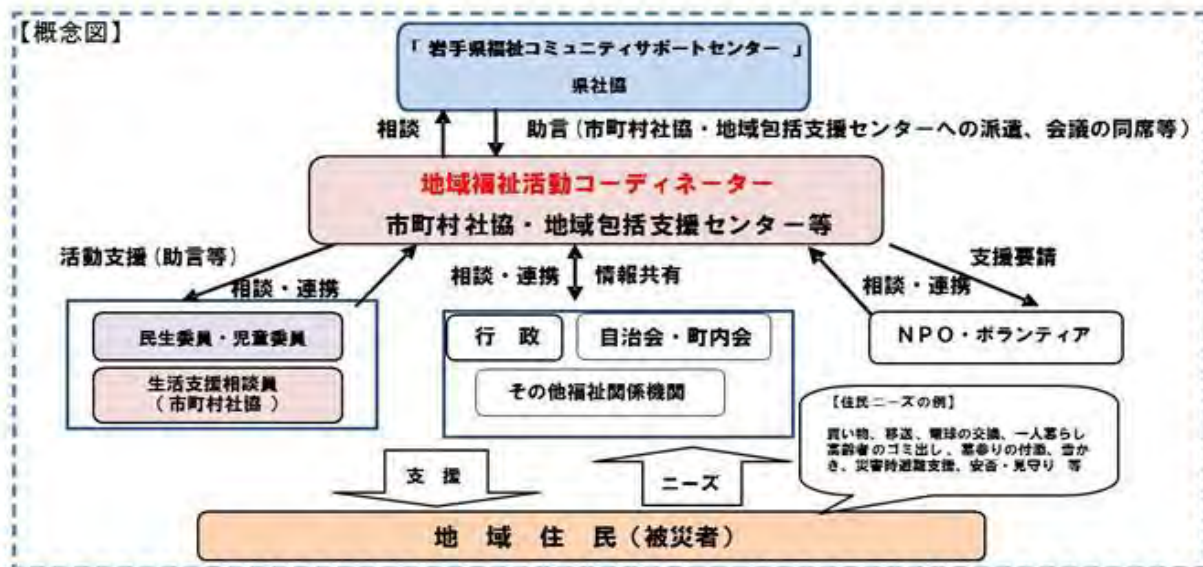 【概念図】
「 岩手県福祉コミュニティサポートセンター 」
県社協
相談
助言(市町村社協・地域包括支援センターへの派遣、会議の同席等)
地域福祉活動コーディネーター
市町村社協・地域包括支援センター等
活動支援(助言等)
相談・連携
相談・連携
情報共有
支援要請
相談・連携
民生委員・児童委員
生活支援相談員
(市町村社協)
行 政
自治会・町内会
その他福祉関係機関
NPO・ボランティア
【住民ニーズの例】
買い物、移送、電球の交換、一人暮らし
高齢者のゴミ出し、墓参りの付添、雪か
き、災害時避難支援、安否・見守り 等
支 援
ニーズ
地 域 住 民(被災者)